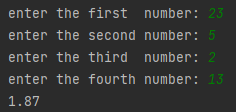 enter the first  number: 23
enter the second number: 5
enter the third  number: 2
enter the fourth number: 13
1.87